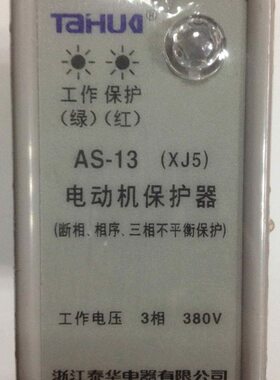 TAHUA®
工作 保护
(绿)(红)
AS-13 (XJ5)
电动机保护器
(断相、相序、三相不平衡保护)
工作电压 3相 380V
浙江泰华电器有限公司